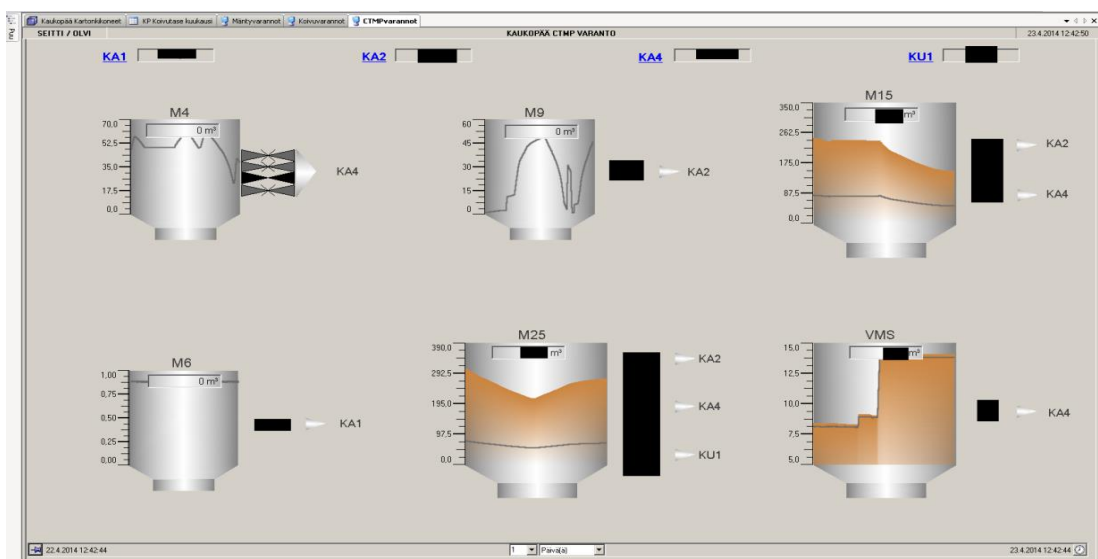 Puu
Kaukopää Kartonkikoneet KP Koivutase kuukausi Mäntyvarannot Koivuvarannot CTMPvarannot
SEITTI / OLVI KAUKOPÄÄ CTMP VARANTO 23.4.2014 12:42:50
KA1 KA2 KA4 KU1
M4
70.0
52.5
35.0
17.5
0.0
0 m³
KA4
M9
60
45
30
15
0
0 m³
KA2
M15
350.0
262.5
175.0
87.5
0.0
m³
KA2
KA4
M6
1.00
0.75
0.50
0.25
0.00
0 m³
KA1
M25
390.0
292.5
195.0
97.5
0.0
m³
KA2
KA4
KU1
VMS
15.0
12.5
10.0
7.5
5.0
m³
KA4
22.4.2014 12:42:44 1 Päivä(ä) 23.4.2014 12:42:44